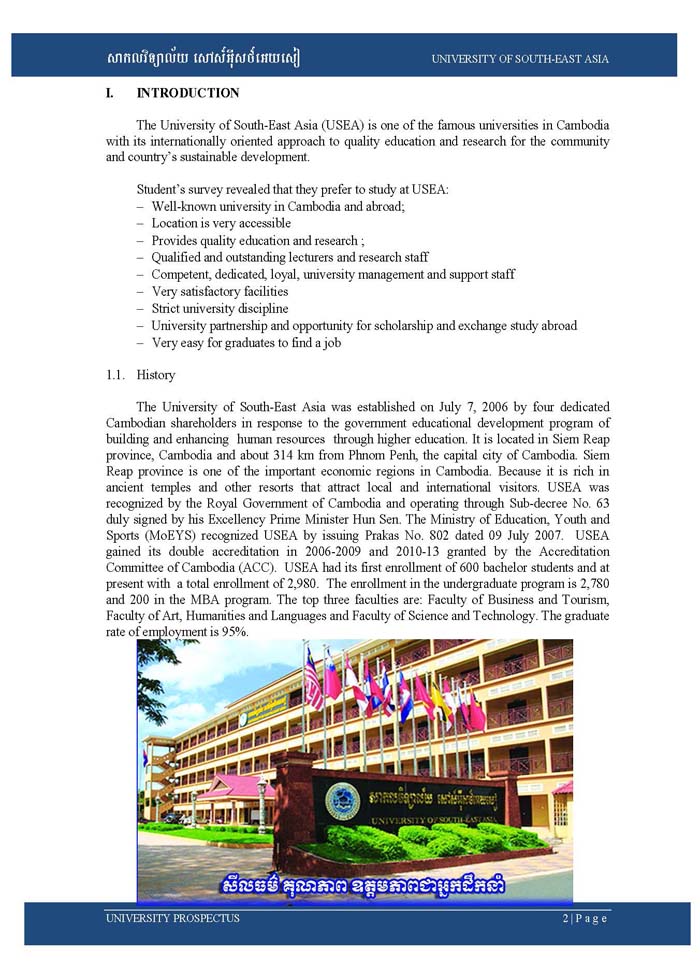 សាកលវិទ្យាល័យ សៅស៍អ៊ីសថ៍អេយសៀ
UNIVERSITY OF SOUTH-EAST ASIA
I. INTRODUCTION
The University of South-East Asia (USEA) is one of the famous universities in Cambodia
with its internationally oriented approach to quality education and research for the community
and country’s sustainable development.
Student’s survey revealed that they prefer to study at USEA:
– Well-known university in Cambodia and abroad;
– Location is very accessible
– Provides quality education and research ;
– Qualified and outstanding lecturers and research staff
– Competent, dedicated, loyal, university management and support staff
– Very satisfactory facilities
– Strict university discipline
– University partnership and opportunity for scholarship and exchange study abroad
– Very easy for graduates to find a job
1.1. History
The University of South-East Asia was established on July 7, 2006 by four dedicated
Cambodian shareholders in response to the government educational development program of
building and enhancing human resources through higher education. It is located in Siem Reap
province, Cambodia and about 314 km from Phnom Penh, the capital city of Cambodia. Siem
Reap province is one of the important economic regions in Cambodia. Because it is rich in
ancient temples and other resorts that attract local and international visitors. USEA was
recognized by the Royal Government of Cambodia and operating through Sub-decree No. 63
duly signed by his Excellency Prime Minister Hun Sen. The Ministry of Education, Youth and
Sports (MoEYS) recognized USEA by issuing Prakas No. 802 dated 09 July 2007. USEA
gained its double accreditation in 2006-2009 and 2010-13 granted by the Accreditation
Committee of Cambodia (ACC). USEA had its first enrollment of 600 bachelor students and at
present with a total enrollment of 2,980. The enrollment in the undergraduate program is 2,780
and 200 in the MBA program. The top three faculties are: Faculty of Business and Tourism,
Faculty of Art, Humanities and Languages and Faculty of Science and Technology. The graduate
rate of employment is 95%.
សាកលវិទ្យាល័យ សៅស៍អ៊ីសថ៍អេយសៀ
UNIVERSITY OF SOUTH-EAST ASIA
សីលធម៌ គុណភាព ឧត្តមភាពជាអ្នកដឹកនាំ
UNIVERSITY PROSPECTUS
2 | P a g e